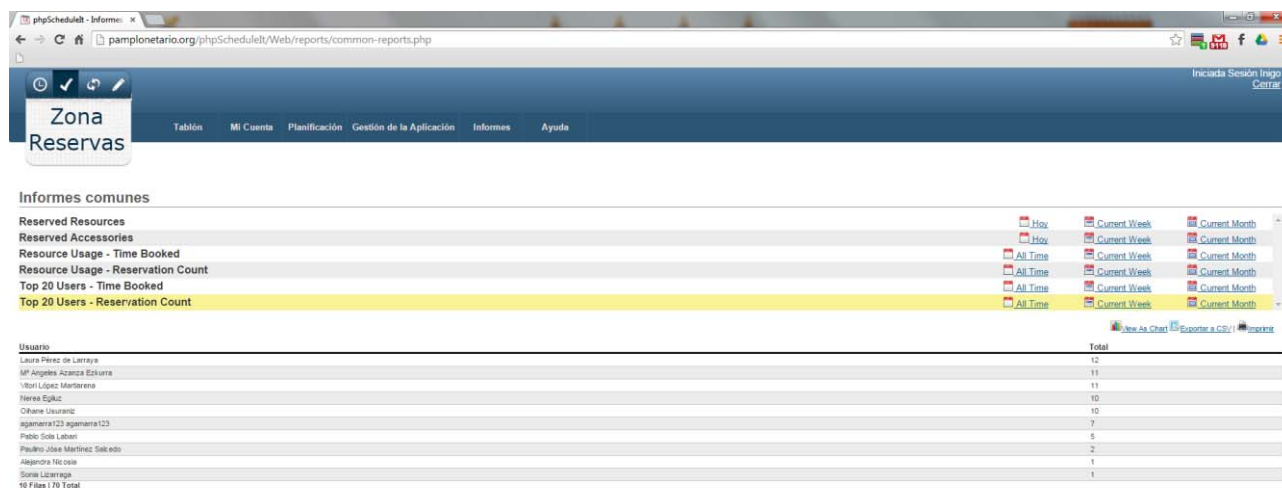 phpScheduleIt - Informes
pamplonetario.org/phpScheduleIt/Web/reports/common-reports.php
Iniciada Sesión Inigo
Cerrar
Zona
Reservas
Tablón Mi Cuenta Planificación Gestión de la Aplicación Informes Ayuda
Informes comunes
Reserved Resources Hoy Current Week Current Month
Reserved Accessories Hoy Current Week Current Month
Resource Usage - Time Booked All Time Current Week Current Month
Resource Usage - Reservation Count All Time Current Week Current Month
Top 20 Users - Time Booked All Time Current Week Current Month
Top 20 Users - Reservation Count All Time Current Week Current Month
View As Chart Exportar a CSV | Imprimir
Usuario Total
Laura Pérez de Larraya 12
Mª Angeles Azanza Ezkurra 11
Vitori López Martiarena 11
Nerea Egiluz 10
Oihane Usuraniz 10
agamarra123 agamarra123 7
Pablo Sola Labari 5
Paulino Jóse Martínez Salcedo 2
Alejandra Nicosia 1
Sonia Lizarraga 1
10 Filas | 70 Total